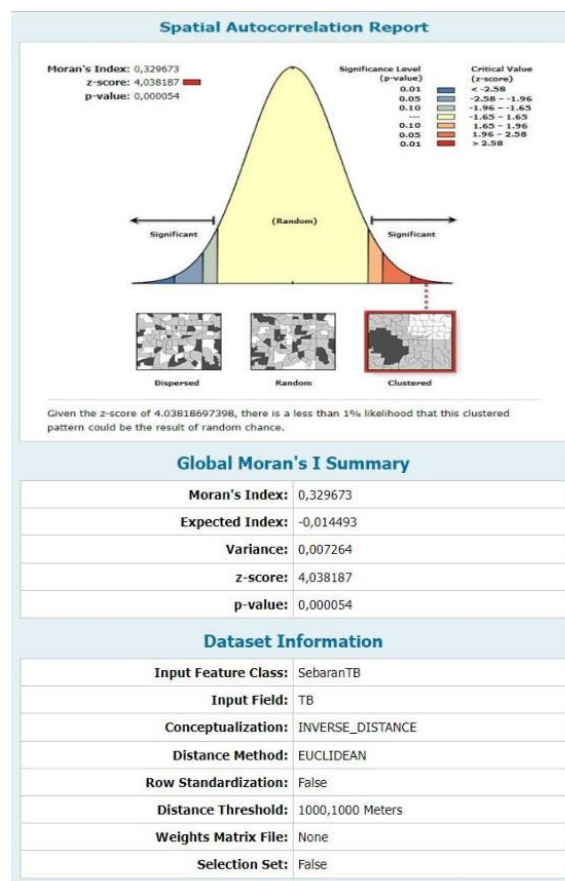 Spatial Autocorrelation Report
Moran's Index: 0,329673
z-score: 4,038187
p-value: 0,000054
Significance Level
(p-value)
Critical Value
(z-score)
0.01 < -2.58
0.05 -2.58 - -1.96
0.10 -1.96 - -1.65
--- -1.65 - 1.65
0.10 1.65 - 1.96
0.05 1.96 - 2.58
0.01 > 2.58
Significant
(Random)
Significant
Dispersed
Random
Clustered
Given the z-score of 4.03818697398, there is a less than 1% likelihood that this clustered
pattern could be the result of random chance.
Global Moran's I Summary
Moran's Index: 0,329673
Expected Index: -0,014493
Variance: 0,007264
z-score: 4,038187
p-value: 0,000054
Dataset Information
Input Feature Class: SebaranTB
Input Field: TB
Conceptualization: INVERSE_DISTANCE
Distance Method: EUCLIDEAN
Row Standardization: False
Distance Threshold: 1000,1000 Meters
Weights Matrix File: None
Selection Set: False